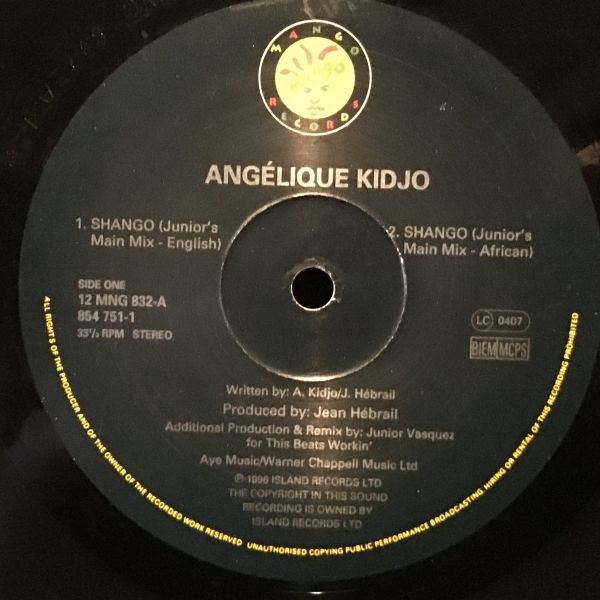 MANGO
RECORDS
ANGÉLIQUE KIDJO
1. SHANGO (Junior's
Main Mix - English)
2. SHANGO (Junior's
Main Mix - African)
SIDE ONE
12 MNG 832-A
854 751-1
33⅓ RPM STEREO
LC 0407
BIEM/MCPS
Written by: A. Kidjo/J. Hébrail
Produced by: Jean Hébrail
Additional Production & Remix by: Junior Vasquez
for This Beats Workin'
Aye Music/Warner Chappell Music Ltd
℗ 1996 ISLAND RECORDS LTD
THE COPYRIGHT IN THIS SOUND
RECORDING IS OWNED BY
ISLAND RECORDS LTD
ALL RIGHTS OF THE PRODUCER AND OF THE OWNER OF THE RECORDED WORK RESERVED UNAUTHORISED COPYING PUBLIC PERFORMANCE BROADCASTING HIRING OR RENTAL OF THIS RECORDING PROHIBITED